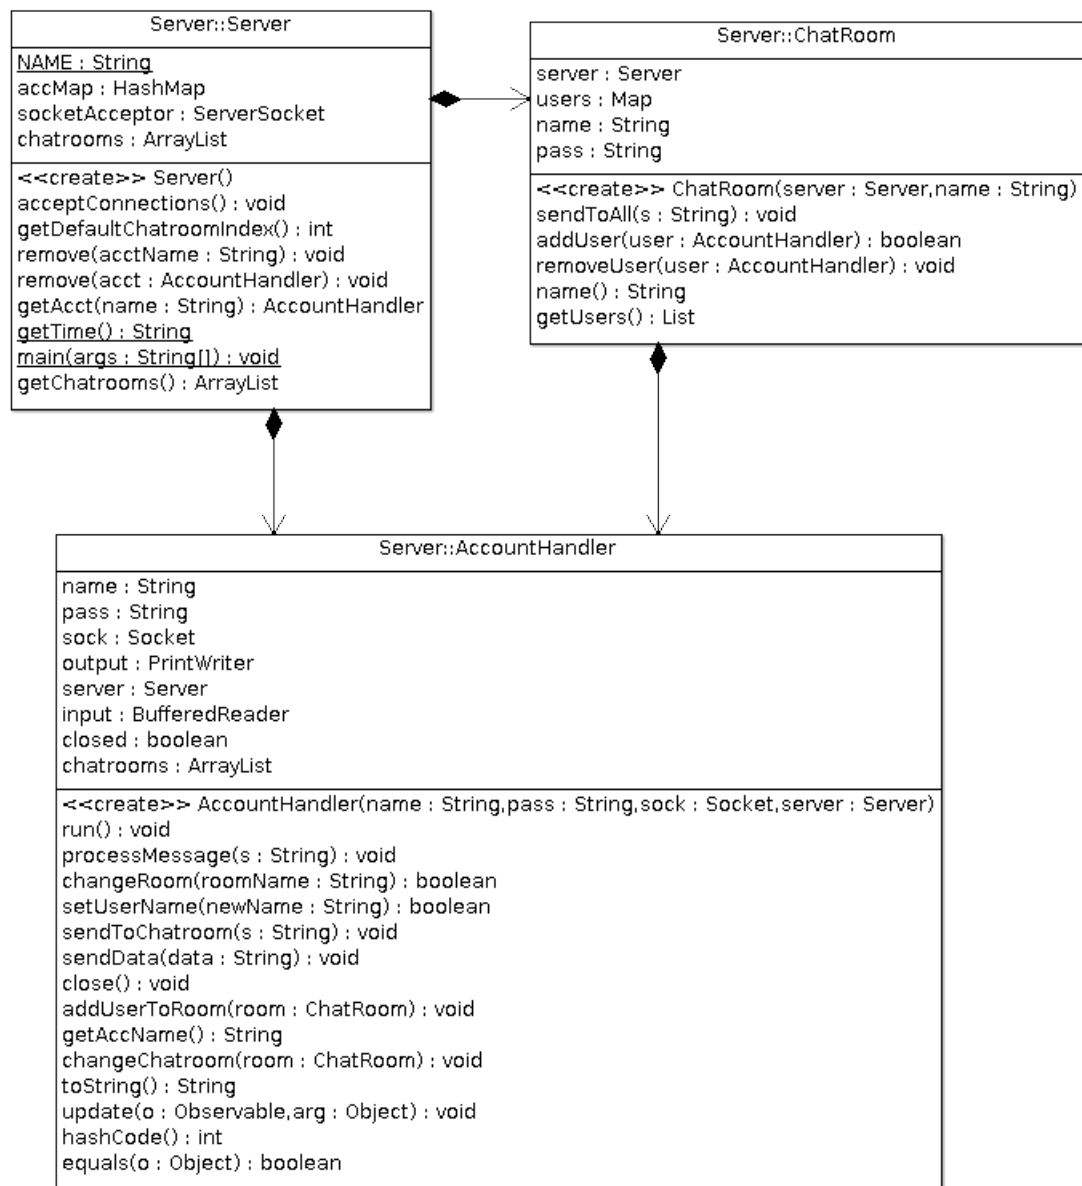 Server::Server
NAME : String
accMap : HashMap
socketAcceptor : ServerSocket
chatrooms : ArrayList
<<create>> Server()
acceptConnections() : void
getDefaultChatroomIndex() : int
remove(acctName : String) : void
remove(acct : AccountHandler) : void
getAcct(name : String) : AccountHandler
getTime() : String
main(args : String[]) : void
getChatrooms() : ArrayList
Server::ChatRoom
server : Server
users : Map
name : String
pass : String
<<create>> ChatRoom(server : Server,name : String)
sendToAll(s : String) : void
addUser(user : AccountHandler) : boolean
removeUser(user : AccountHandler) : void
name() : String
getUsers() : List
Server::AccountHandler
name : String
pass : String
sock : Socket
output : PrintWriter
server : Server
input : BufferedReader
closed : boolean
chatrooms : ArrayList
<<create>> AccountHandler(name : String,pass : String,sock : Socket,server : Server)
run() : void
processMessage(s : String) : void
changeRoom(roomName : String) : boolean
setUserName(newName : String) : boolean
sendToChatroom(s : String) : void
sendData(data : String) : void
close() : void
addUserToRoom(room : ChatRoom) : void
getAccName() : String
changeChatroom(room : ChatRoom) : void
toString() : String
update(o : Observable,arg : Object) : void
hashCode() : int
equals(o : Object) : boolean